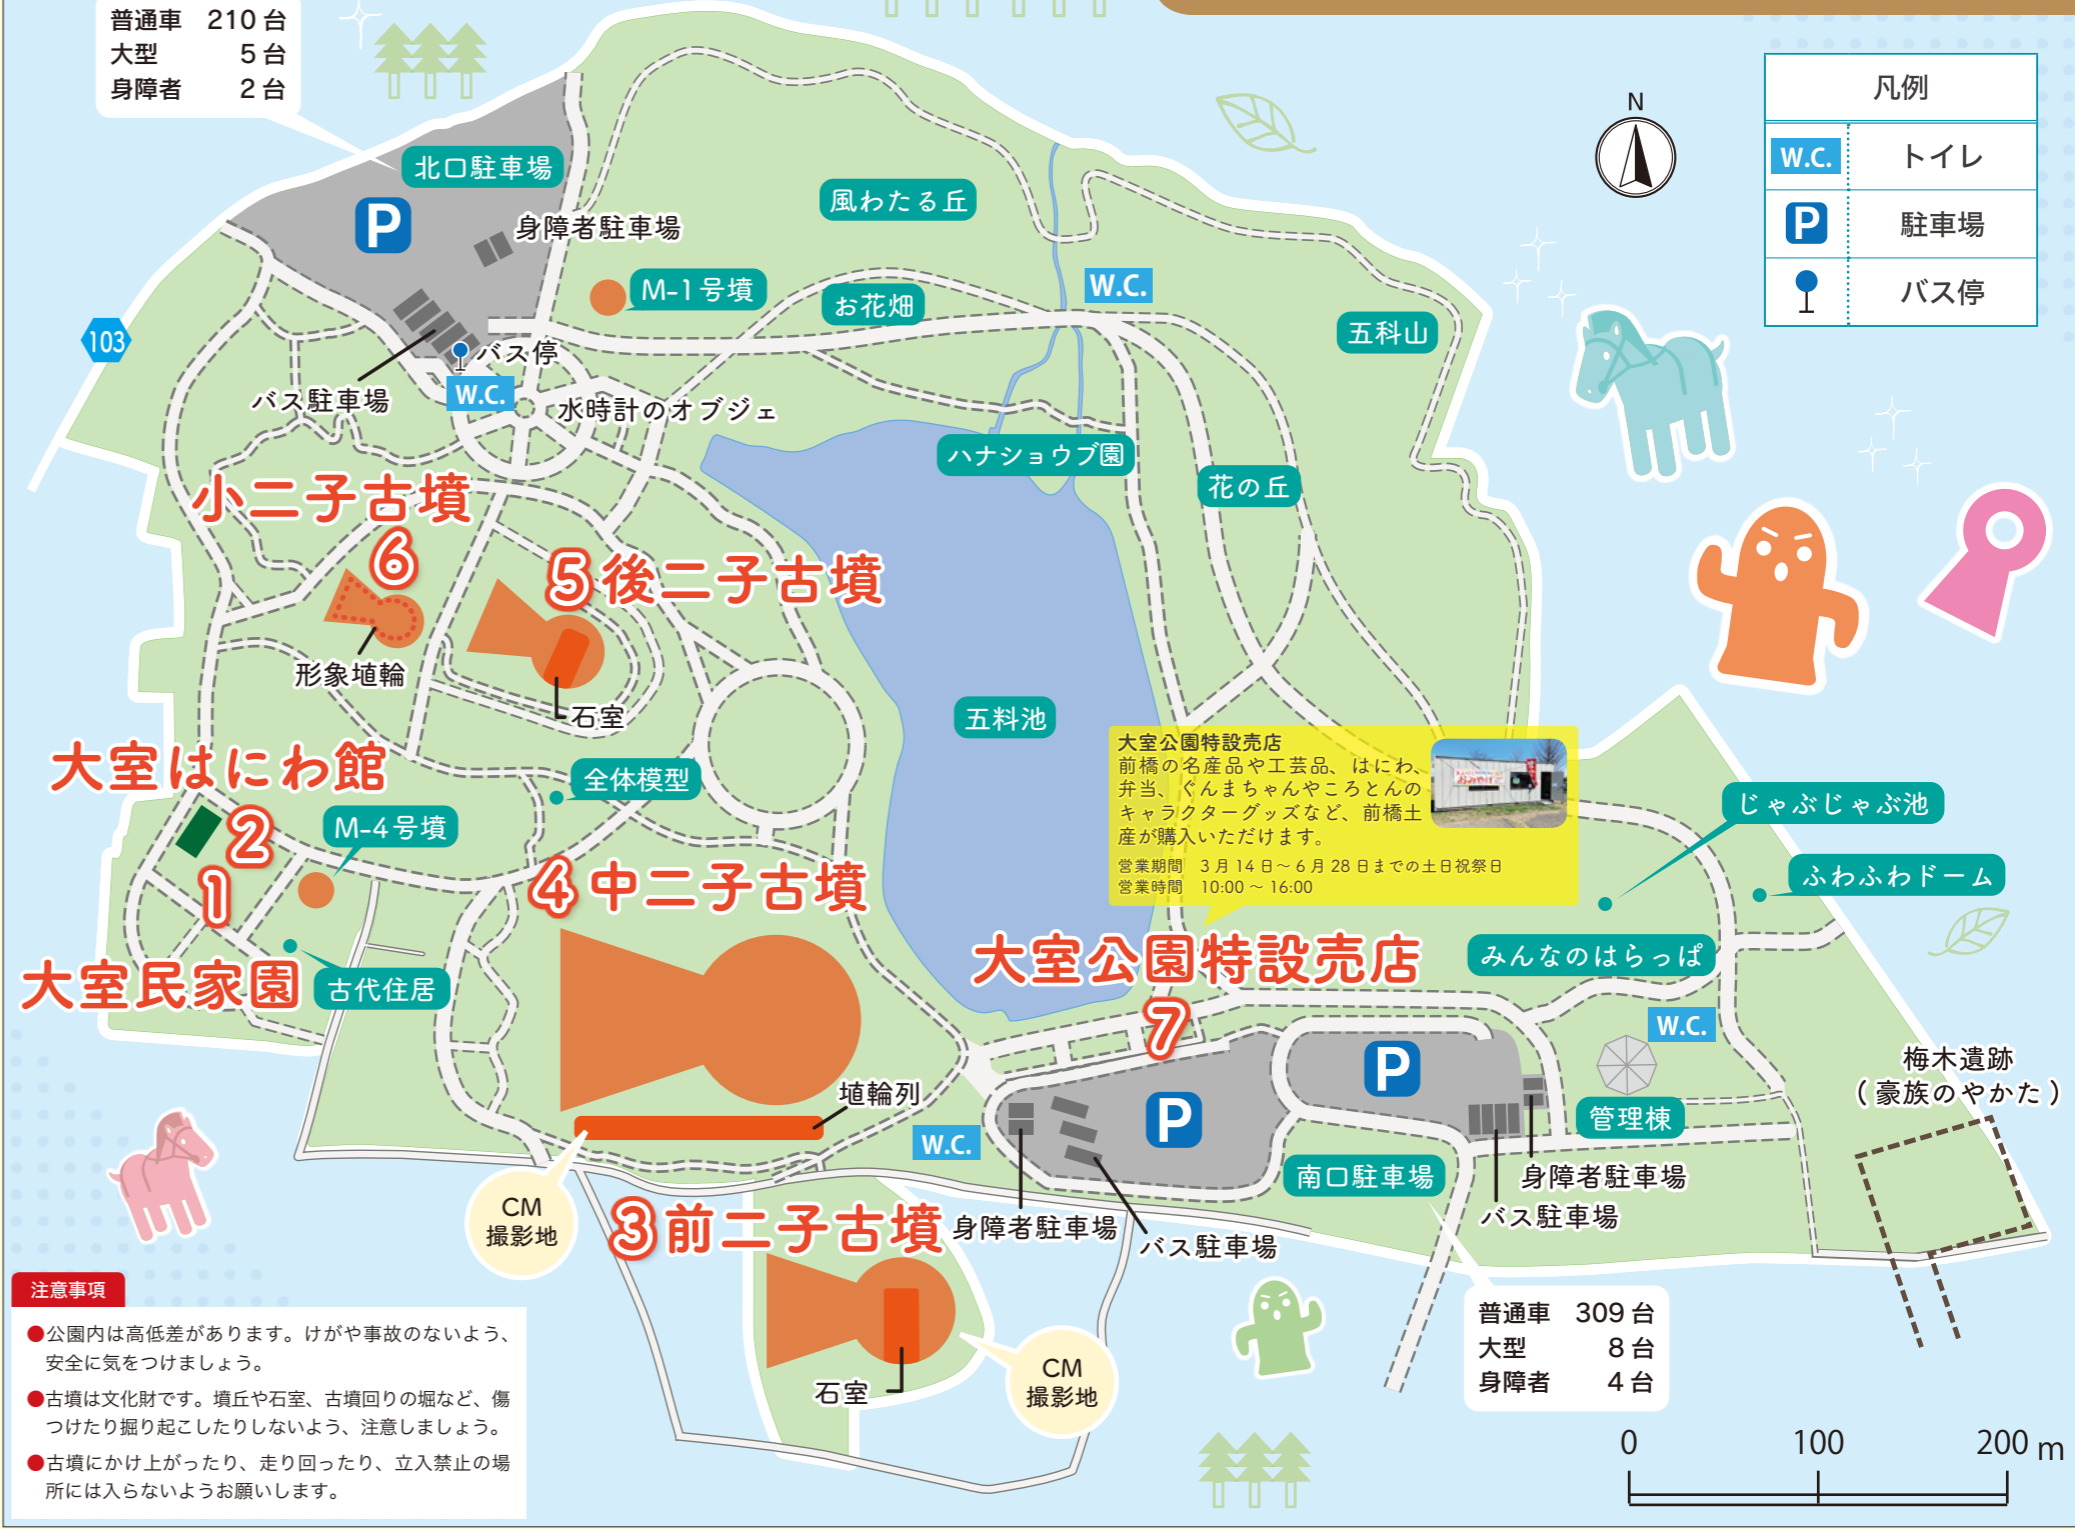 普通車 210台
大型 5台
身障者 2台
北口駐車場
P
身障者駐車場
M-1号墳
風わたる丘
お花畑
W.C.
五料山
N
凡例
W.C. トイレ
P 駐車場
バス停
103
バス駐車場
バス停
W.C.
水時計のオブジェ
ハナショウブ園
花の丘
小二子古墳
6
形象埴輪
5 後二子古墳
石室
五料池
大室はにわ館
2
1
M-4号墳
全体模型
大室民家園
古代住居
4 中二子古墳
埴輪列
CM
撮影地
大室公園特設売店
前橋の名産品や工芸品、はにわ、
弁当、ぐんまちゃんやころとんの
キャラクターグッズなど、前橋土
産が購入いただけます。
営業期間 3月14日～6月28日までの土日祝祭日
営業時間 10:00～16:00
おみやげ
大室公園特設売店
7
じゃぶじゃぶ池
ふわふわドーム
みんなのはらっぱ
W.C.
梅木遺跡
(豪族のやかた)
管理棟
P
P
W.C.
南口駐車場
身障者駐車場
バス駐車場
身障者駐車場
バス駐車場
3 前二子古墳
石室
CM
撮影地
普通車 309台
大型 8台
身障者 4台
注意事項
●公園内は高低差があります。けがや事故のないよう、
安全に気をつけましょう。
●古墳は文化財です。墳丘や石室、古墳回りの堀など、傷
つけたり掘り起こしたりしないよう、注意しましょう。
●古墳にかけ上がったり、走り回ったり、立入禁止の場
所には入らないようお願いします。
0 100 200 m